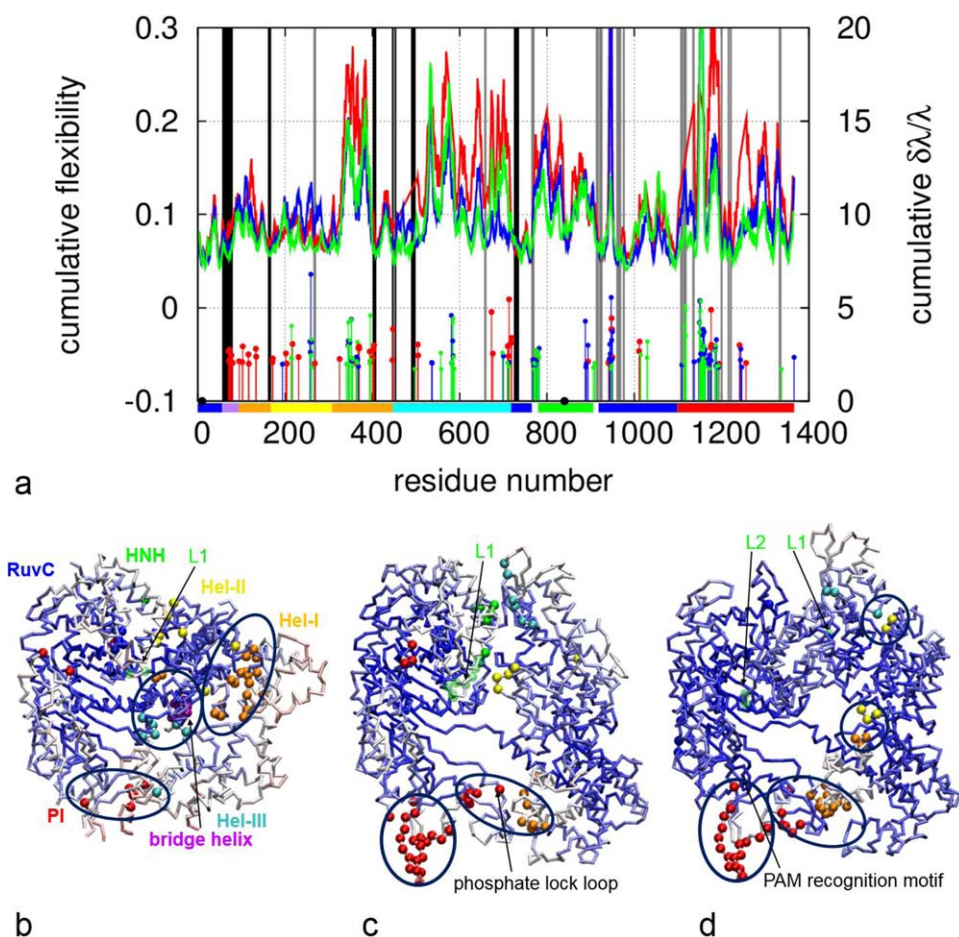 0.3
0.2
0.1
0
-0.1
cumulative flexibility
20
15
10
5
0
cumulative δλ/λ
0 200 400 600 800 1000 1200 1400
residue number
a
HNH L1
RuvC
Hel-II
Hel-I
PI
Hel-III
bridge helix
b
L1
phosphate lock loop
c
L2 L1
PAM recognition motif
d